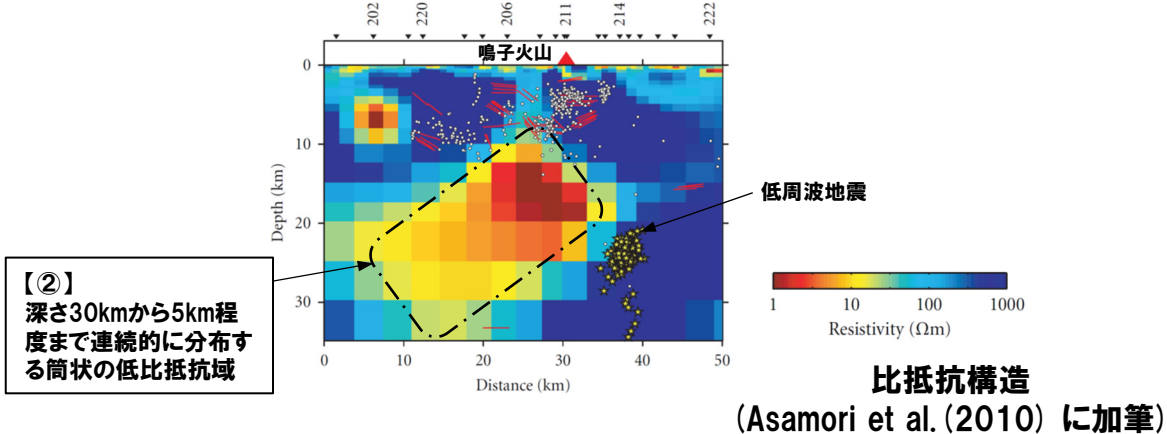 202
220
206
211
214
222
鳴子火山
0
10
20
30
Depth (km)
0
10
20
30
40
50
Distance (km)
低周波地震
【②】
深さ30kmから5km程
度まで連続的に分布す
る筒状の低比抵抗域
1
10
100
1000
Resistivity (Ωm)
比抵抗構造
(Asamori et al.(2010) に加筆)